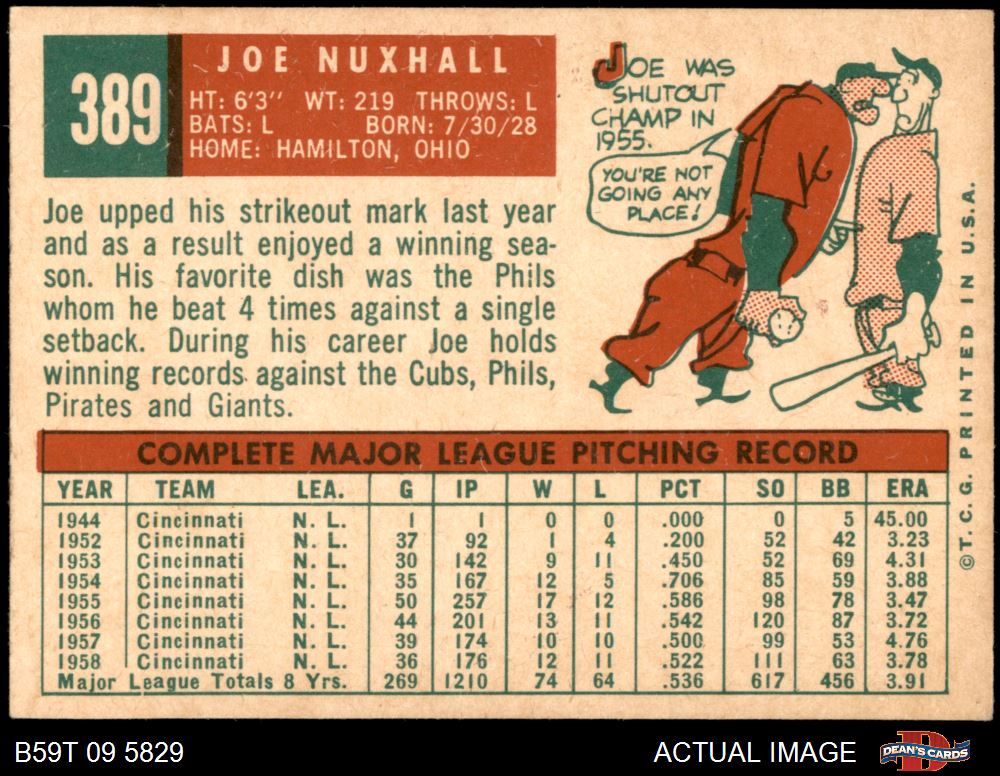 389
JOE NUXHALL
HT: 6'3" WT: 219 THROWS: L
BATS: L BORN: 7/30/28
HOME: HAMILTON, OHIO
JOE WAS
SHUTOUT
CHAMP IN
1955.
YOU'RE NOT
GOING ANY
PLACE!
Joe upped his strikeout mark last year
and as a result enjoyed a winning sea-
son. His favorite dish was the Phils
whom he beat 4 times against a single
setback. During his career Joe holds
winning records against the Cubs, Phils,
Pirates and Giants.
COMPLETE MAJOR LEAGUE PITCHING RECORD
YEAR TEAM LEA. G IP W L PCT SO BB ERA
1944 Cincinnati N. L. 1 1 0 0 .000 0 5 45.00
1952 Cincinnati N. L. 37 92 1 4 .200 52 42 3.23
1953 Cincinnati N. L. 30 142 9 11 .450 52 69 4.31
1954 Cincinnati N. L. 35 167 12 5 .706 85 59 3.88
1955 Cincinnati N. L. 50 257 17 12 .586 98 78 3.47
1956 Cincinnati N. L. 44 201 13 11 .542 120 87 3.72
1957 Cincinnati N. L. 39 174 10 10 .500 99 53 4.76
1958 Cincinnati N. L. 36 176 12 11 .522 111 63 3.78
Major League Totals 8 Yrs. 269 1210 74 64 .536 617 456 3.91
©T. C. G. PRINTED IN U.S.A.
B59T 09 5829
ACTUAL IMAGE
D
DEAN'S CARDS